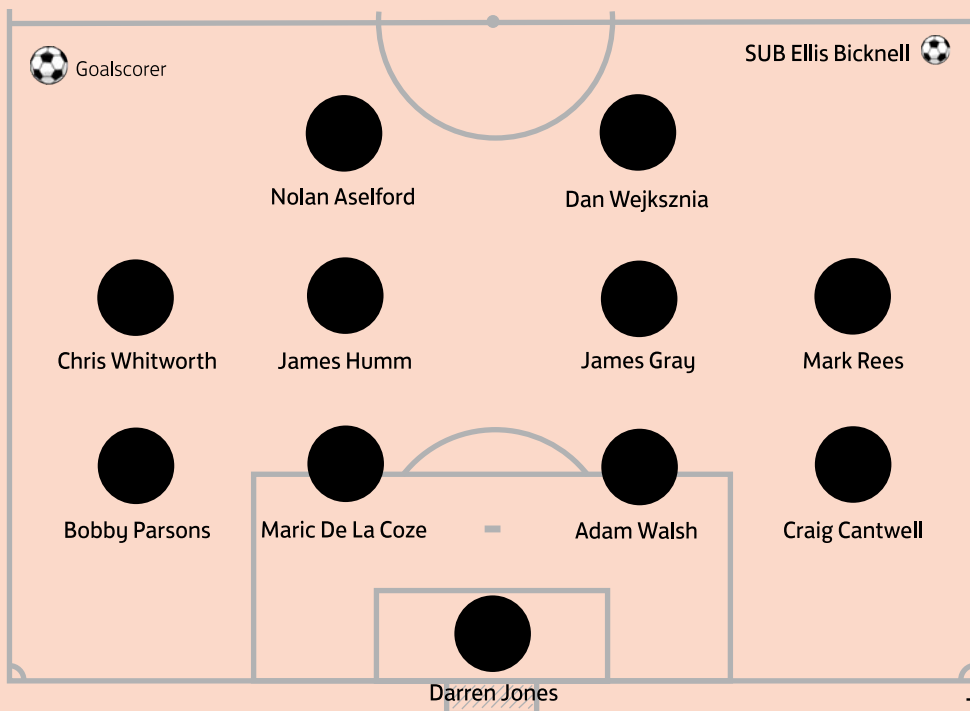 SUB Ellis Bicknell
Goalscorer
Nolan Aselford
Dan Wejksznia
Chris Whitworth
James Humm
James Gray
Mark Rees
Bobby Parsons
Maric De La Coze
Adam Walsh
Craig Cantwell
Darren Jones